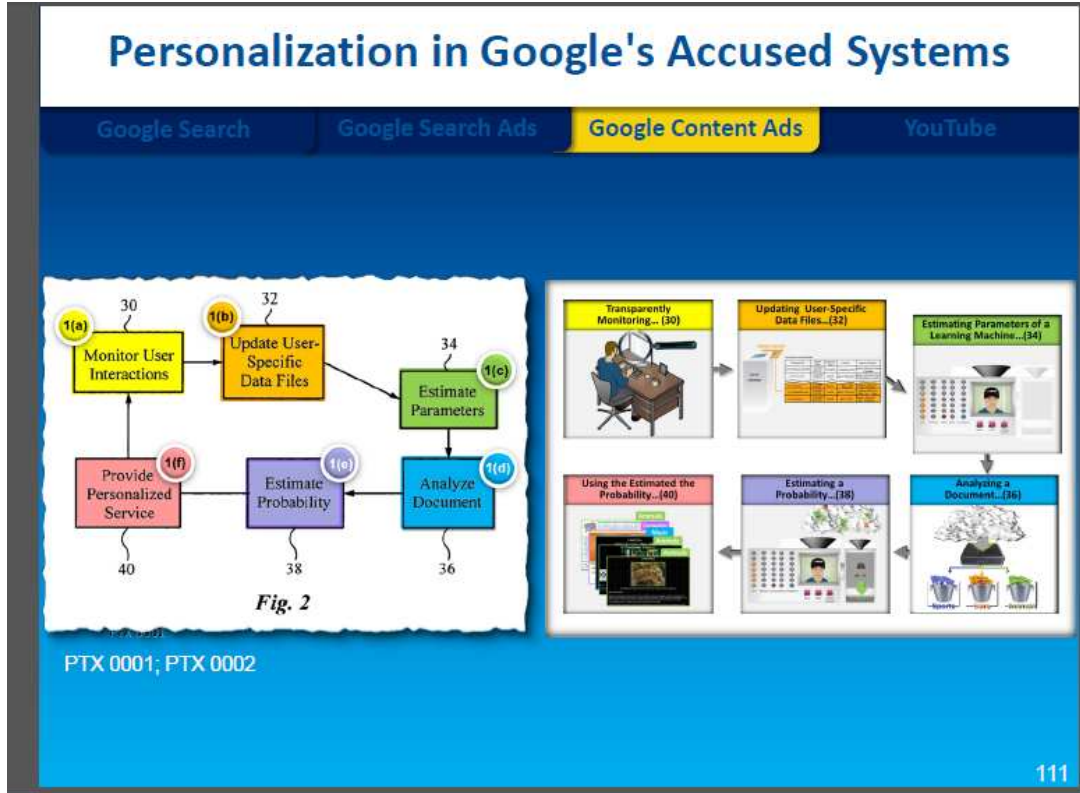 Personalization in Google's Accused Systems
Google Search
Google Search Ads
Google Content Ads
YouTube
30
1(a)
Monitor User
Interactions
32
1(b)
Update User-
Specific
Data Files
34
1(c)
Estimate
Parameters
1(d)
Analyze
Document
36
1(e)
Estimate
Probability
38
1(f)
Provide
Personalized
Service
40
Fig. 2
Transparently
Monitoring... (30)
Updating User-Specific
Data Files...(32)
Estimating Parameters of a
Learning Machine...(34)
Using the Estimated the
Probability...(40)
Estimating a
Probability...(38)
Analyzing a
Document...(36)
Sports
PTX 0001; PTX 0002
111